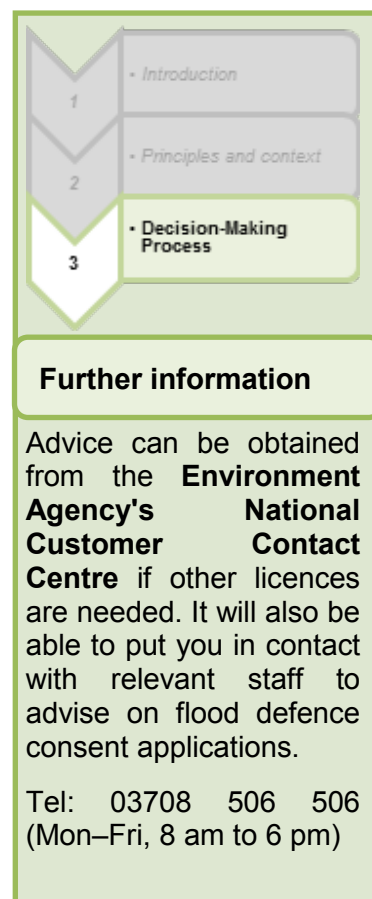 1
• Introduction
2
• Principles and context
3
• Decision-Making
Process
Further information
Advice can be obtained
from the Environment
Agency's National
Customer Contact
Centre if other licences
are needed. It will also be
able to put you in contact
with relevant staff to
advise on flood defence
consent applications.
Tel: 03708 506 506
(Mon–Fri, 8 am to 6 pm)